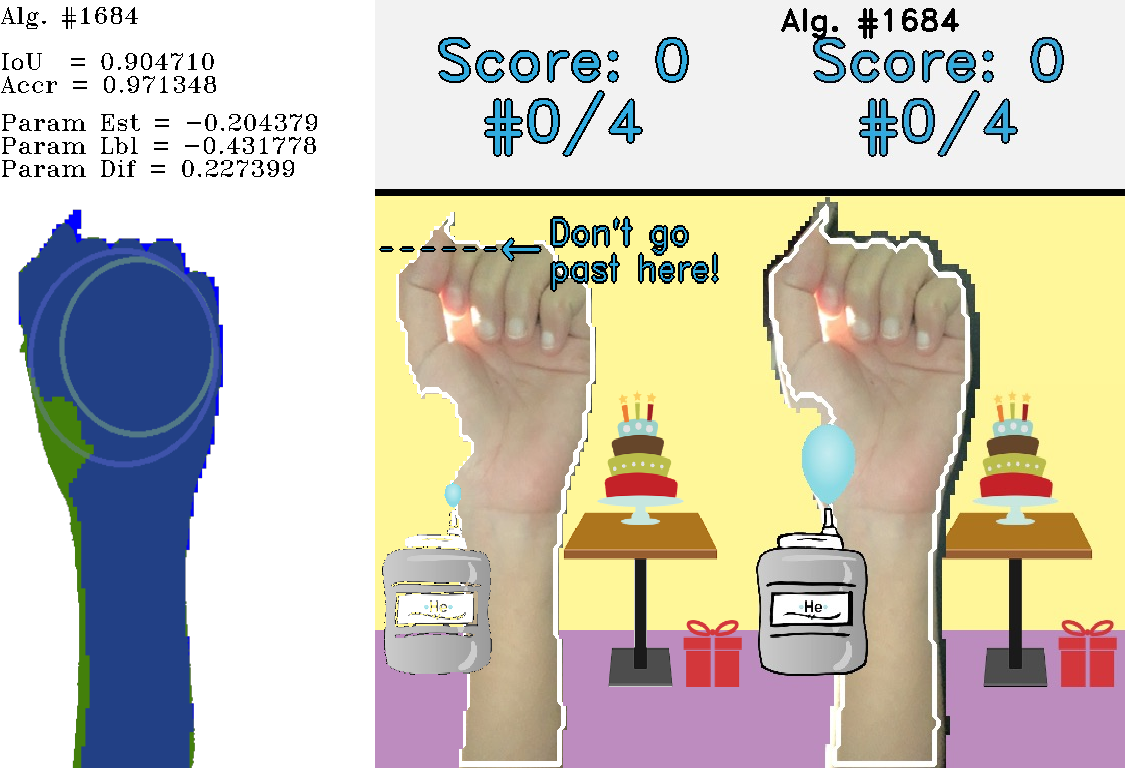 Alg. #1684
IoU = 0.904710
Accr = 0.971348
Param Est = -0.204379
Param Lbl = -0.431778
Param Dif = 0.227399
Score: 0
#0/4
Don't go
past here!
He
Alg. #1684
Score: 0
#0/4
He